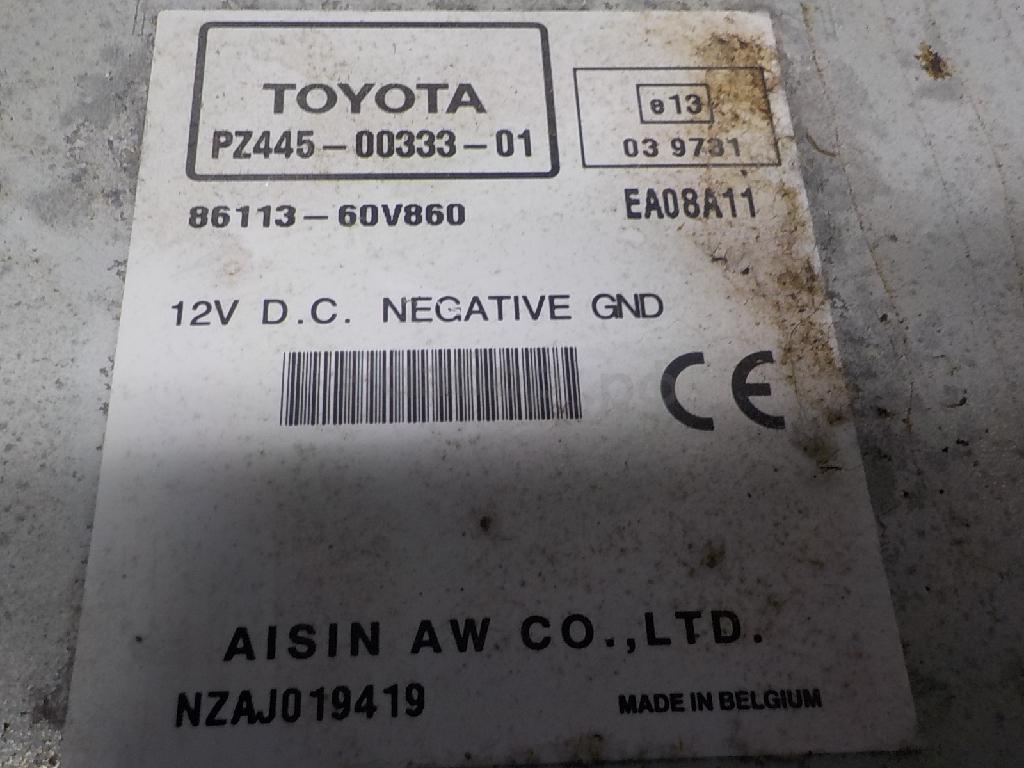 TOYOTA
PZ445-00333-01
e13
03 9731
86113-60V860
EA08A11
12V D.C. NEGATIVE GND
CE
AISIN AW CO.,LTD.
NZAJ019419
MADE IN BELGIUM